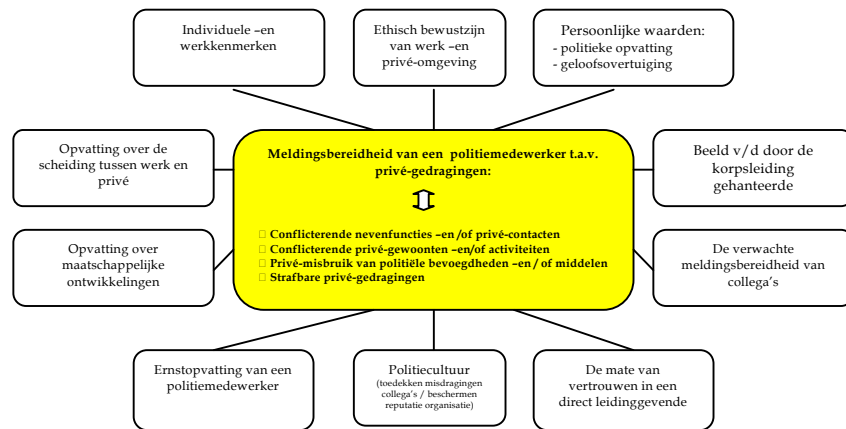 Individuele –en
werkkenmerken
Ethisch bewustzijn
van werk –en
privé-omgeving
Persoonlijke waarden:
- politieke opvatting
- geloofsovertuiging
Opvatting over de
scheiding tussen werk en
privé
Meldingsbereidheid van een politiemedewerker t.a.v.
privé-gedragingen:
Conflicterende nevenfuncties –en /of privé-contacten
Conflicterende privé-gewoonten –en/of activiteiten
Privé-misbruik van politiële bevoegdheden –en / of middelen
Strafbare privé-gedragingen
Beeld v/d door de
korpsleiding
gehanteerde
Opvatting over
maatschappelijke
ontwikkelingen
De verwachte
meldingsbereidheid van
collega's
Ernstopvatting van een
politiemedewerker
Politiecultuur
(toedekken misdragingen
collega's / beschermen
reputatie organisatie)
De mate van
vertrouwen in een
direct leidinggevende